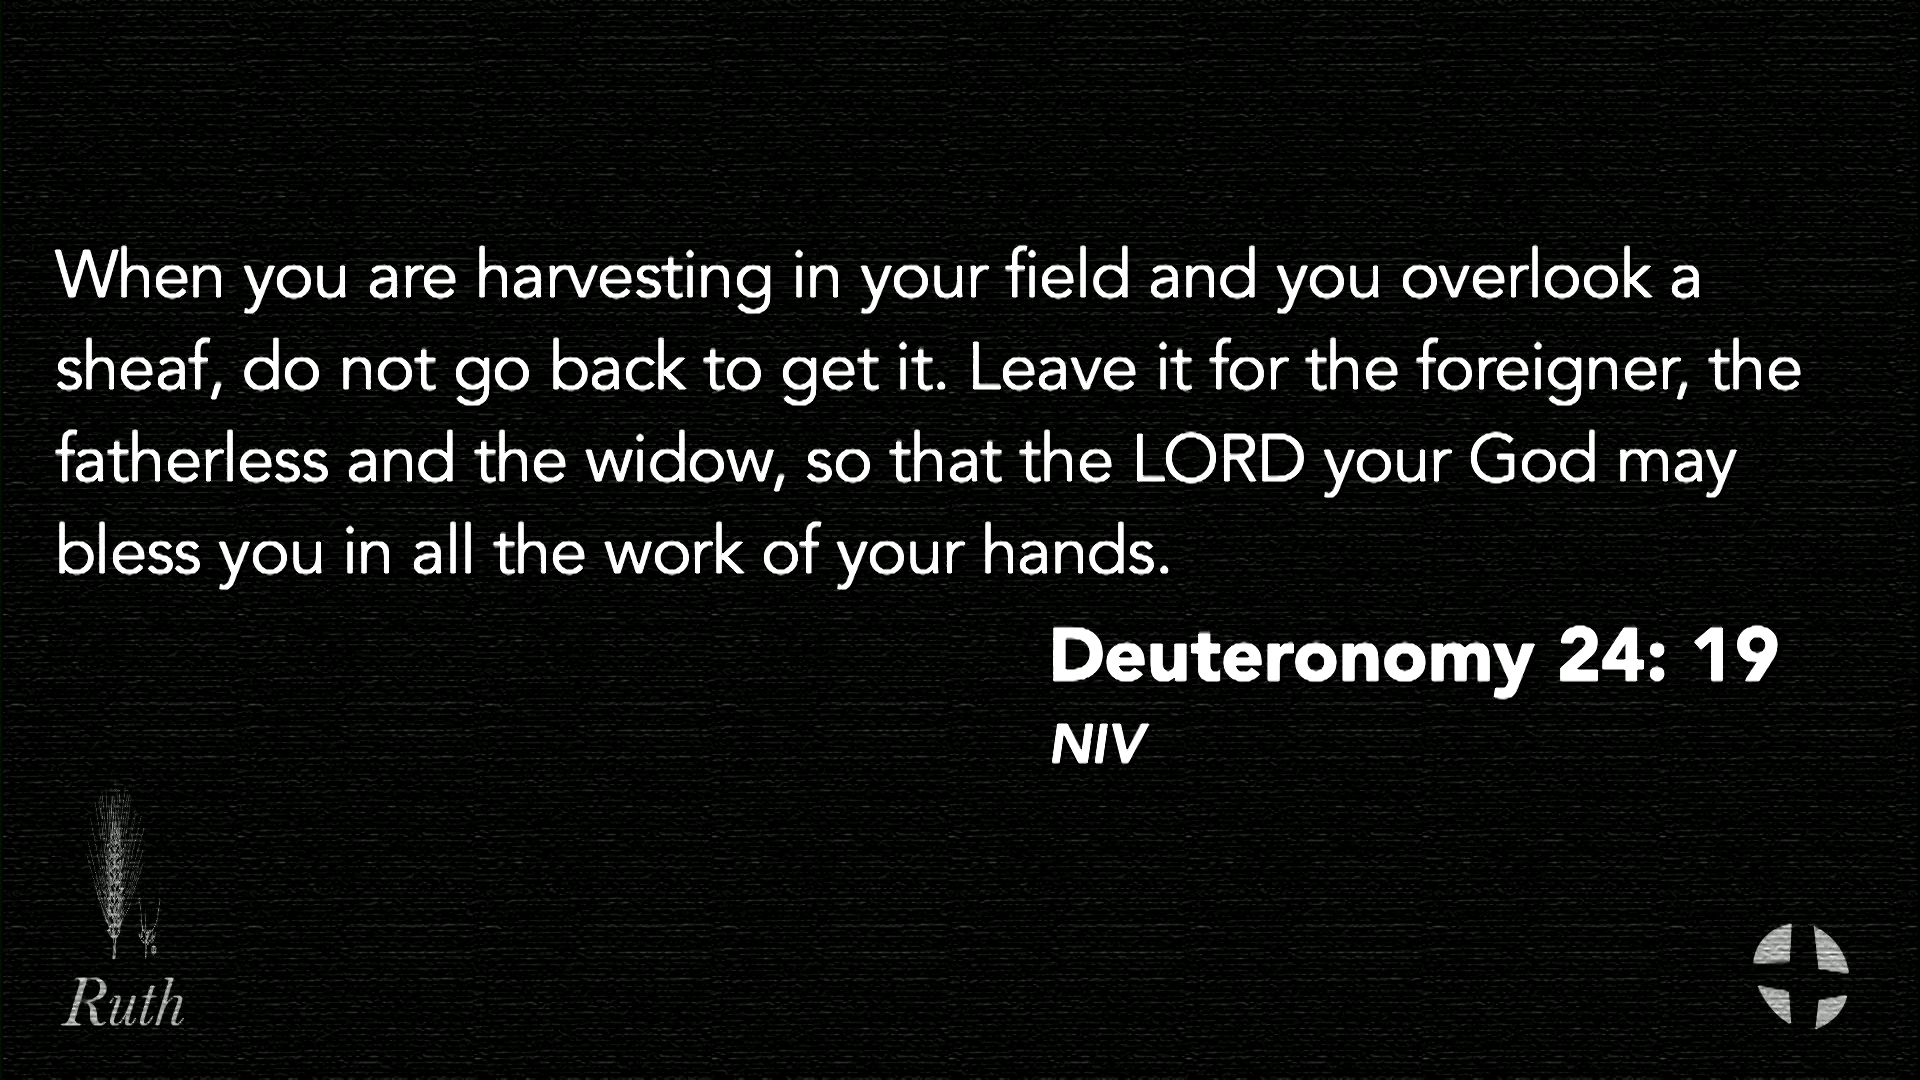 When you are harvesting in your field and you overlook a
sheaf, do not go back to get it. Leave it for the foreigner, the
fatherless and the widow, so that the LORD your God may
bless you in all the work of your hands.
Deuteronomy 24: 19
NIV
Ruth